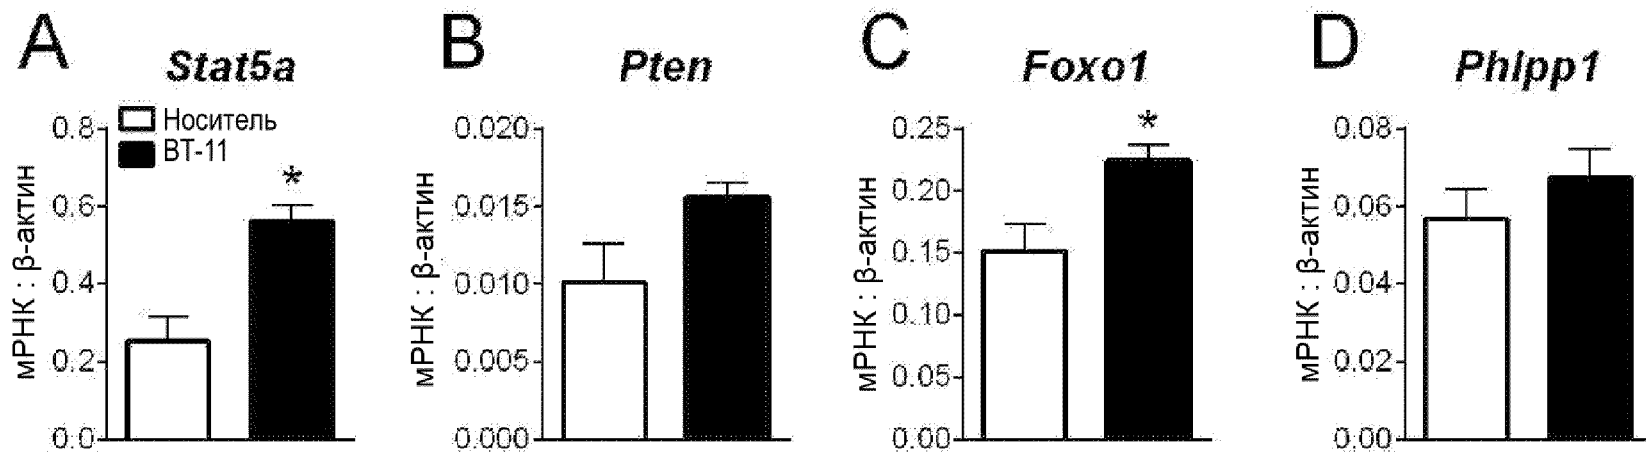 A
Stat5a
Носитель
ВТ-11
*
0.8
0.6
0.4
0.2
0.0
мРНК : β-актин
B
Pten
0.020
0.015
0.010
0.005
0.000
мРНК : β-актин
C
Foxo1
*
0.25
0.20
0.15
0.10
0.05
0.00
мРНК : β-актин
D
Phlpp1
0.08
0.06
0.04
0.02
0.00
мРНК : β-актин